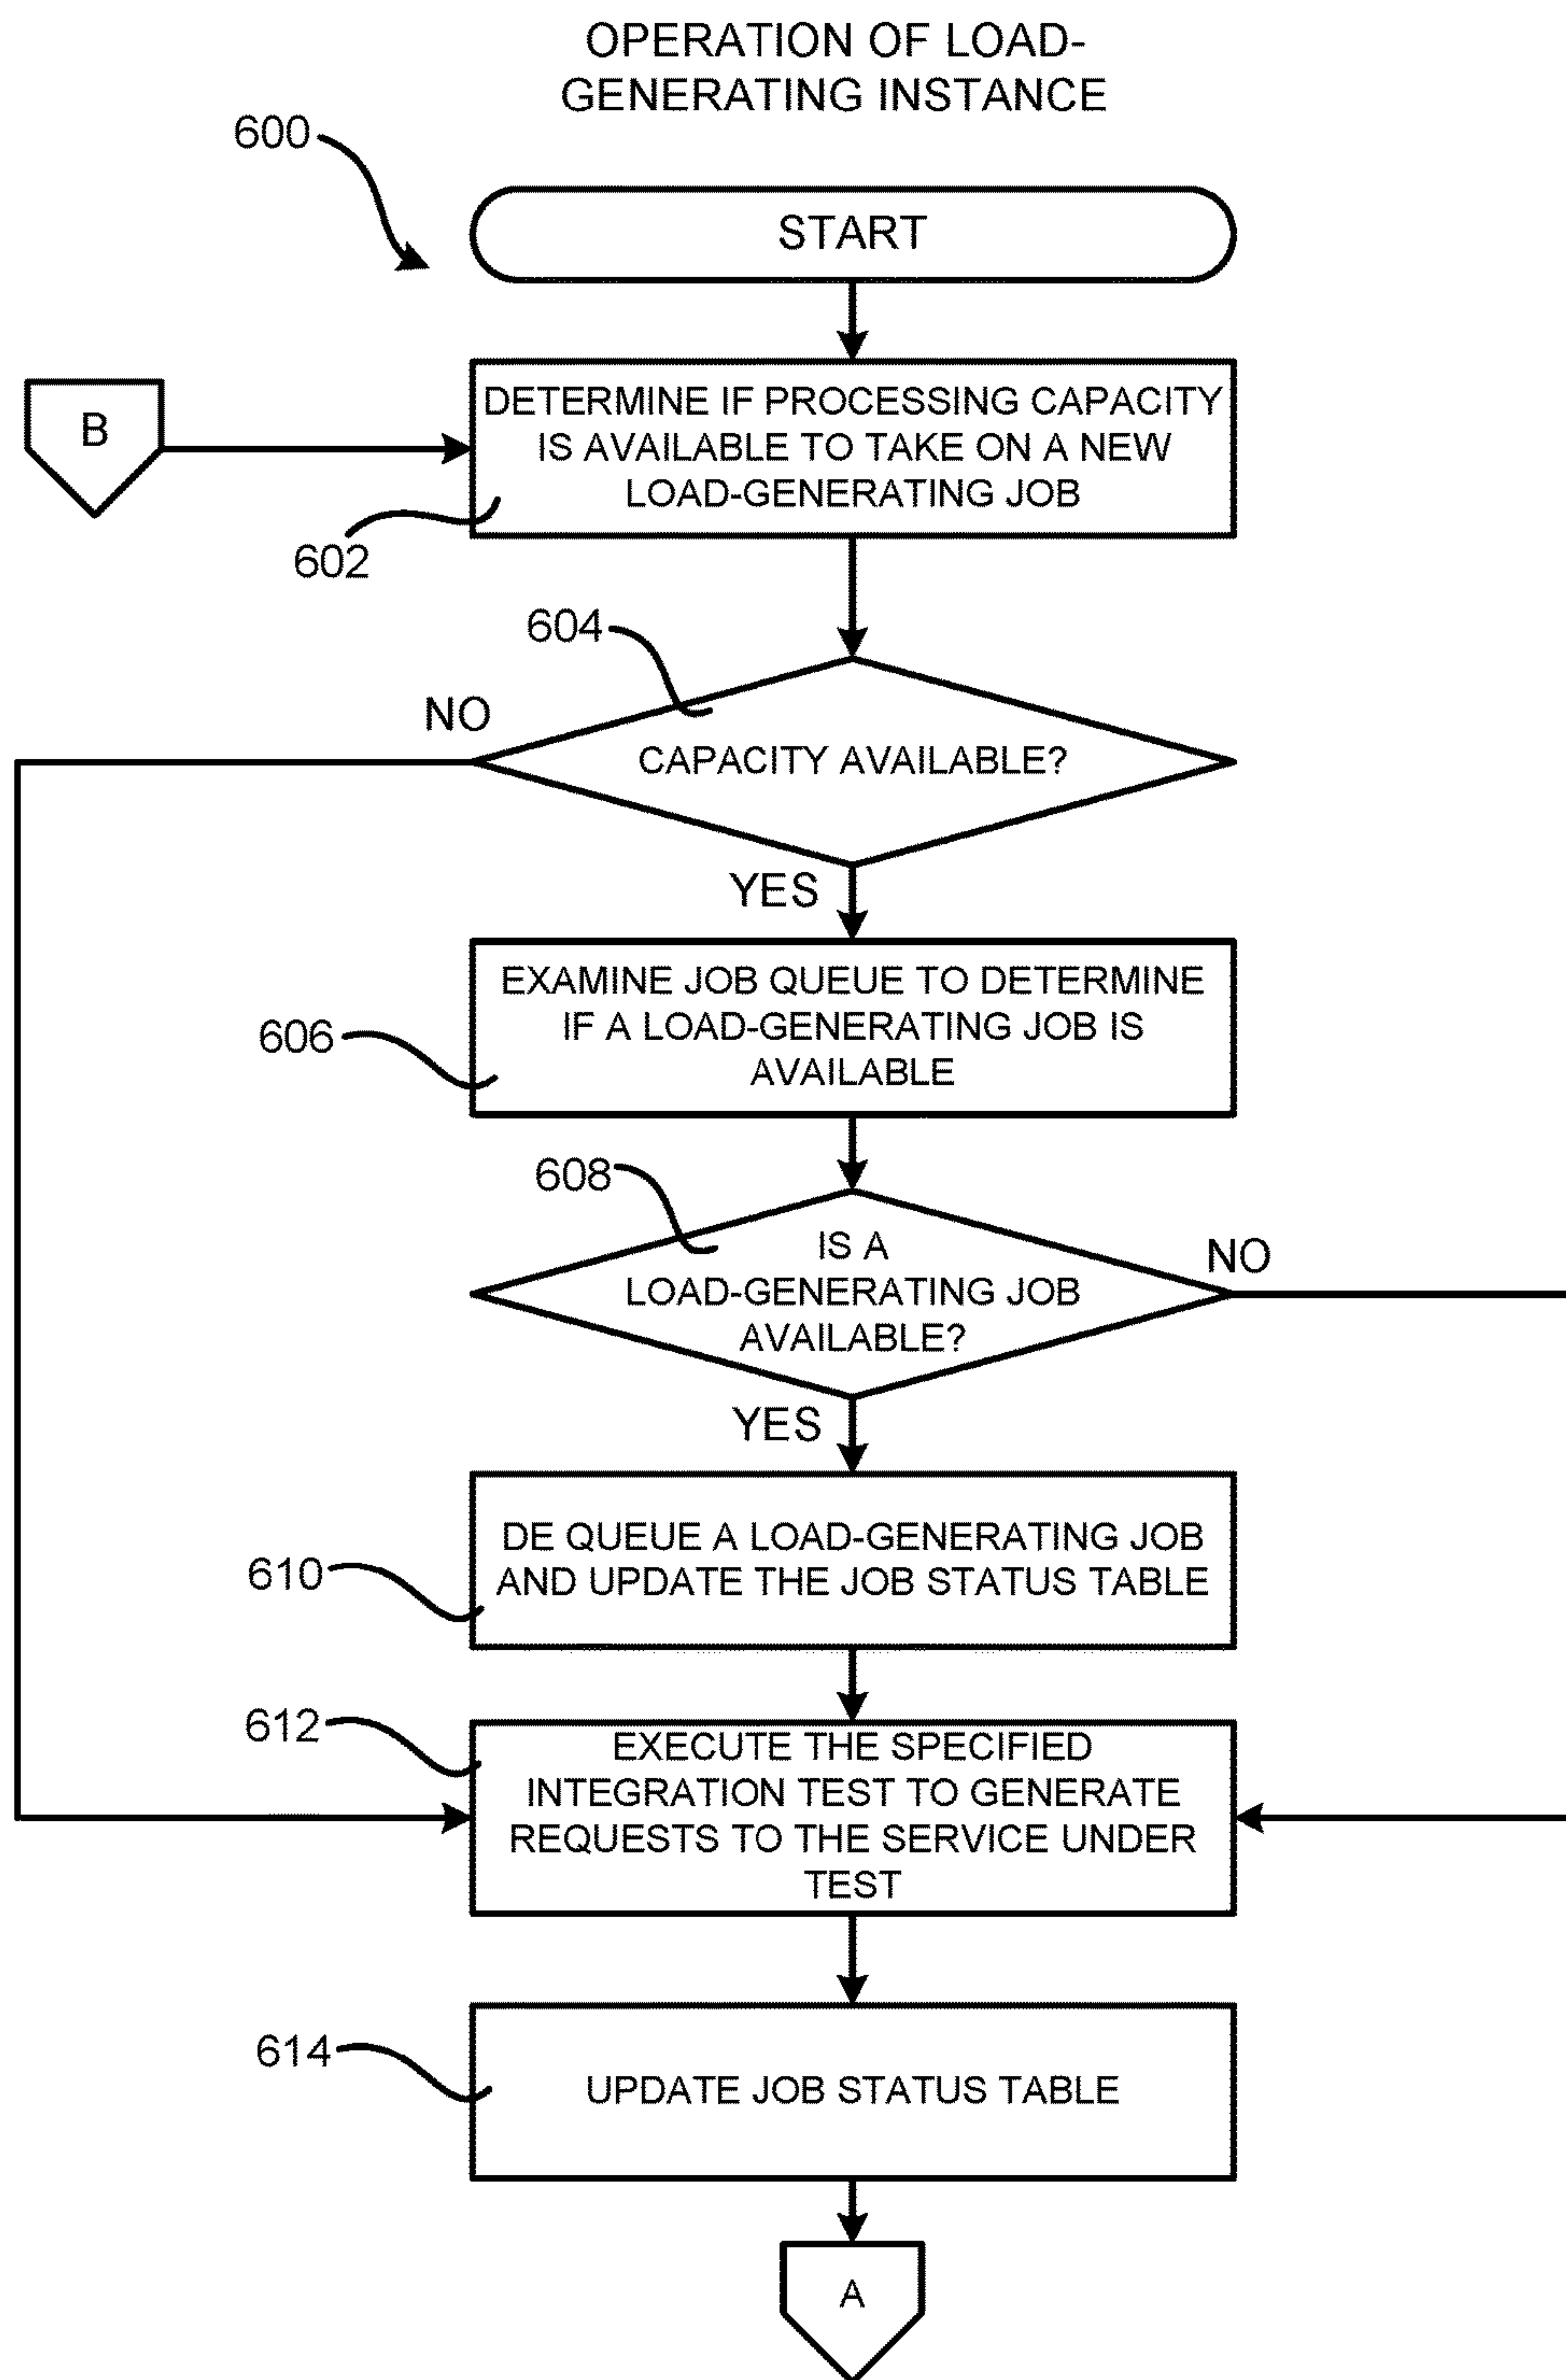 OPERATION OF LOAD-
GENERATING INSTANCE
600
START
B
DETERMINE IF PROCESSING CAPACITY
IS AVAILABLE TO TAKE ON A NEW
LOAD-GENERATING JOB
602
604
NO
CAPACITY AVAILABLE?
YES
EXAMINE JOB QUEUE TO DETERMINE
IF A LOAD-GENERATING JOB IS
AVAILABLE
606
608
IS A
LOAD-GENERATING JOB
AVAILABLE?
NO
YES
DE QUEUE A LOAD-GENERATING JOB
AND UPDATE THE JOB STATUS TABLE
610
612
EXECUTE THE SPECIFIED
INTEGRATION TEST TO GENERATE
REQUESTS TO THE SERVICE UNDER
TEST
614
UPDATE JOB STATUS TABLE
A